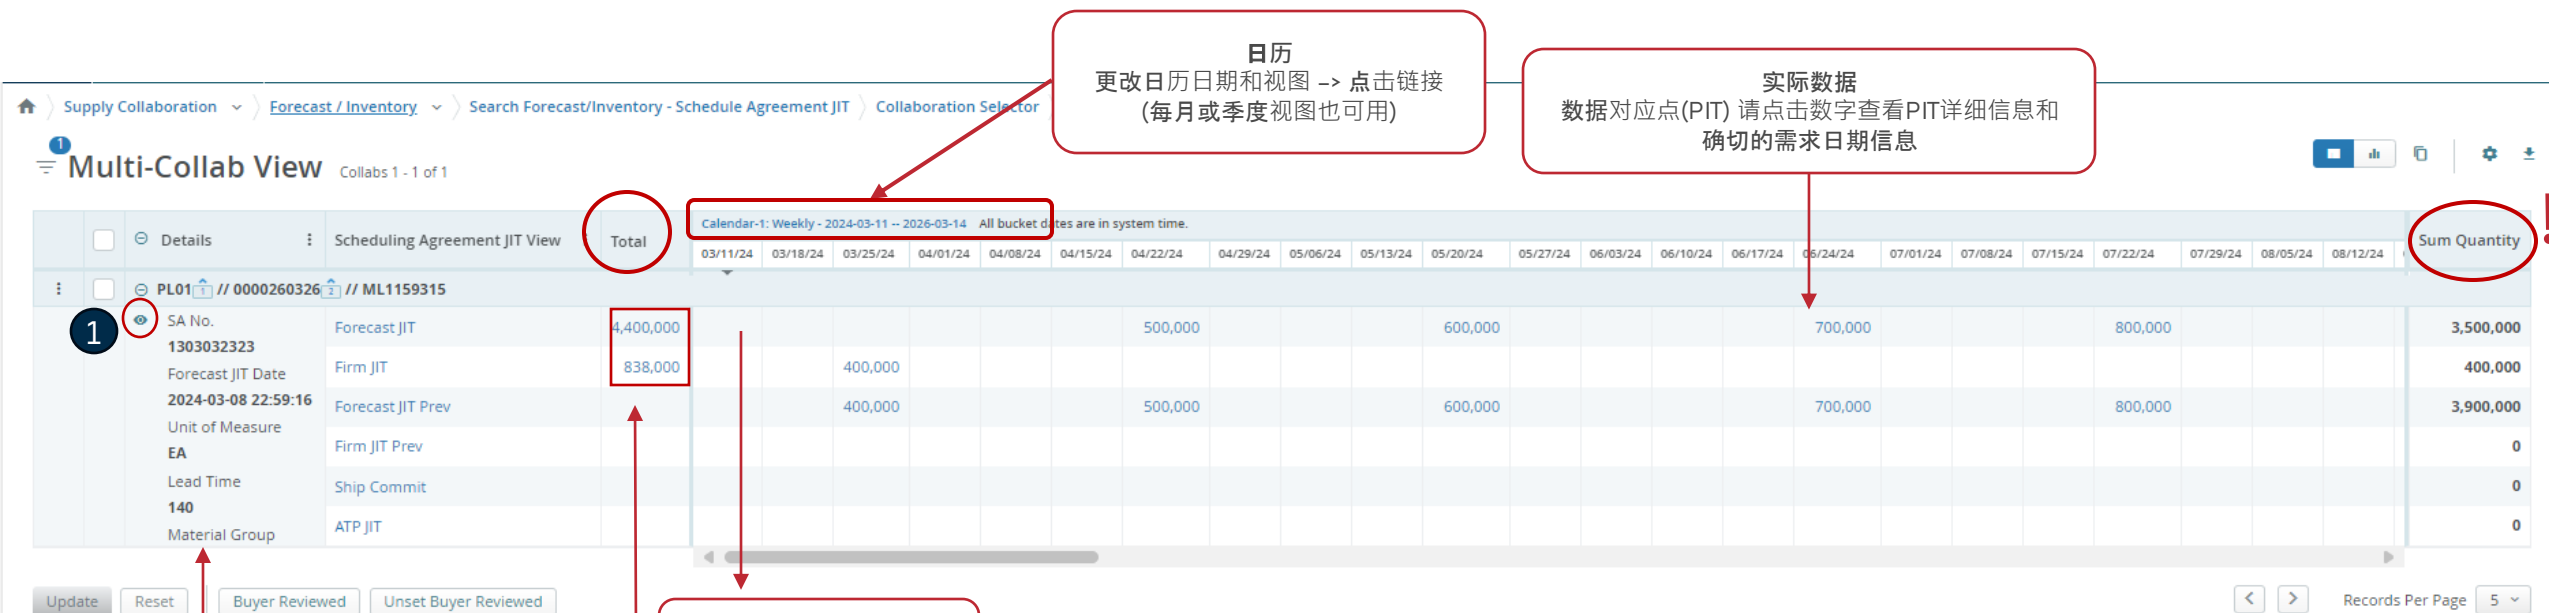 日历
更改日历日期和视图 –> 点击链接
(每月或季度视图也可用)
实际数据
数据对应点(PIT) 请点击数字查看PIT详细信息和
确切的需求日期信息
Supply Collaboration Forecast / Inventory Search Forecast/Inventory - Schedule Agreement JIT Collaboration Selector
1
Multi-Collab View Collabs 1 - 1 of 1
Details Scheduling Agreement JIT View Total Calendar-1: Weekly - 2024-03-11 -- 2026-03-14 All bucket dates are in system time. Sum Quantity
03/11/24 03/18/24 03/25/24 04/01/24 04/08/24 04/15/24 04/22/24 04/29/24 05/06/24 05/13/24 05/20/24 05/27/24 06/03/24 06/10/24 06/17/24 06/24/24 07/01/24 07/08/24 07/15/24 07/22/24 07/29/24 08/05/24 08/12/24
PL01 1 // 0000260326 2 // ML1159315
1
SA No.
1303032323
Forecast JIT Date
2024-03-08 22:59:16
Unit of Measure
EA
Lead Time
140
Material Group
Forecast JIT 4,400,000 500,000 600,000 700,000 800,000 3,500,000
Firm JIT 838,000 400,000 400,000
Forecast JIT Prev 400,000 500,000 600,000 700,000 800,000 3,900,000
Firm JIT Prev 0
Ship Commit 0
ATP JIT 0
Update Reset Buyer Reviewed Unset Buyer Reviewed Records Per Page 5